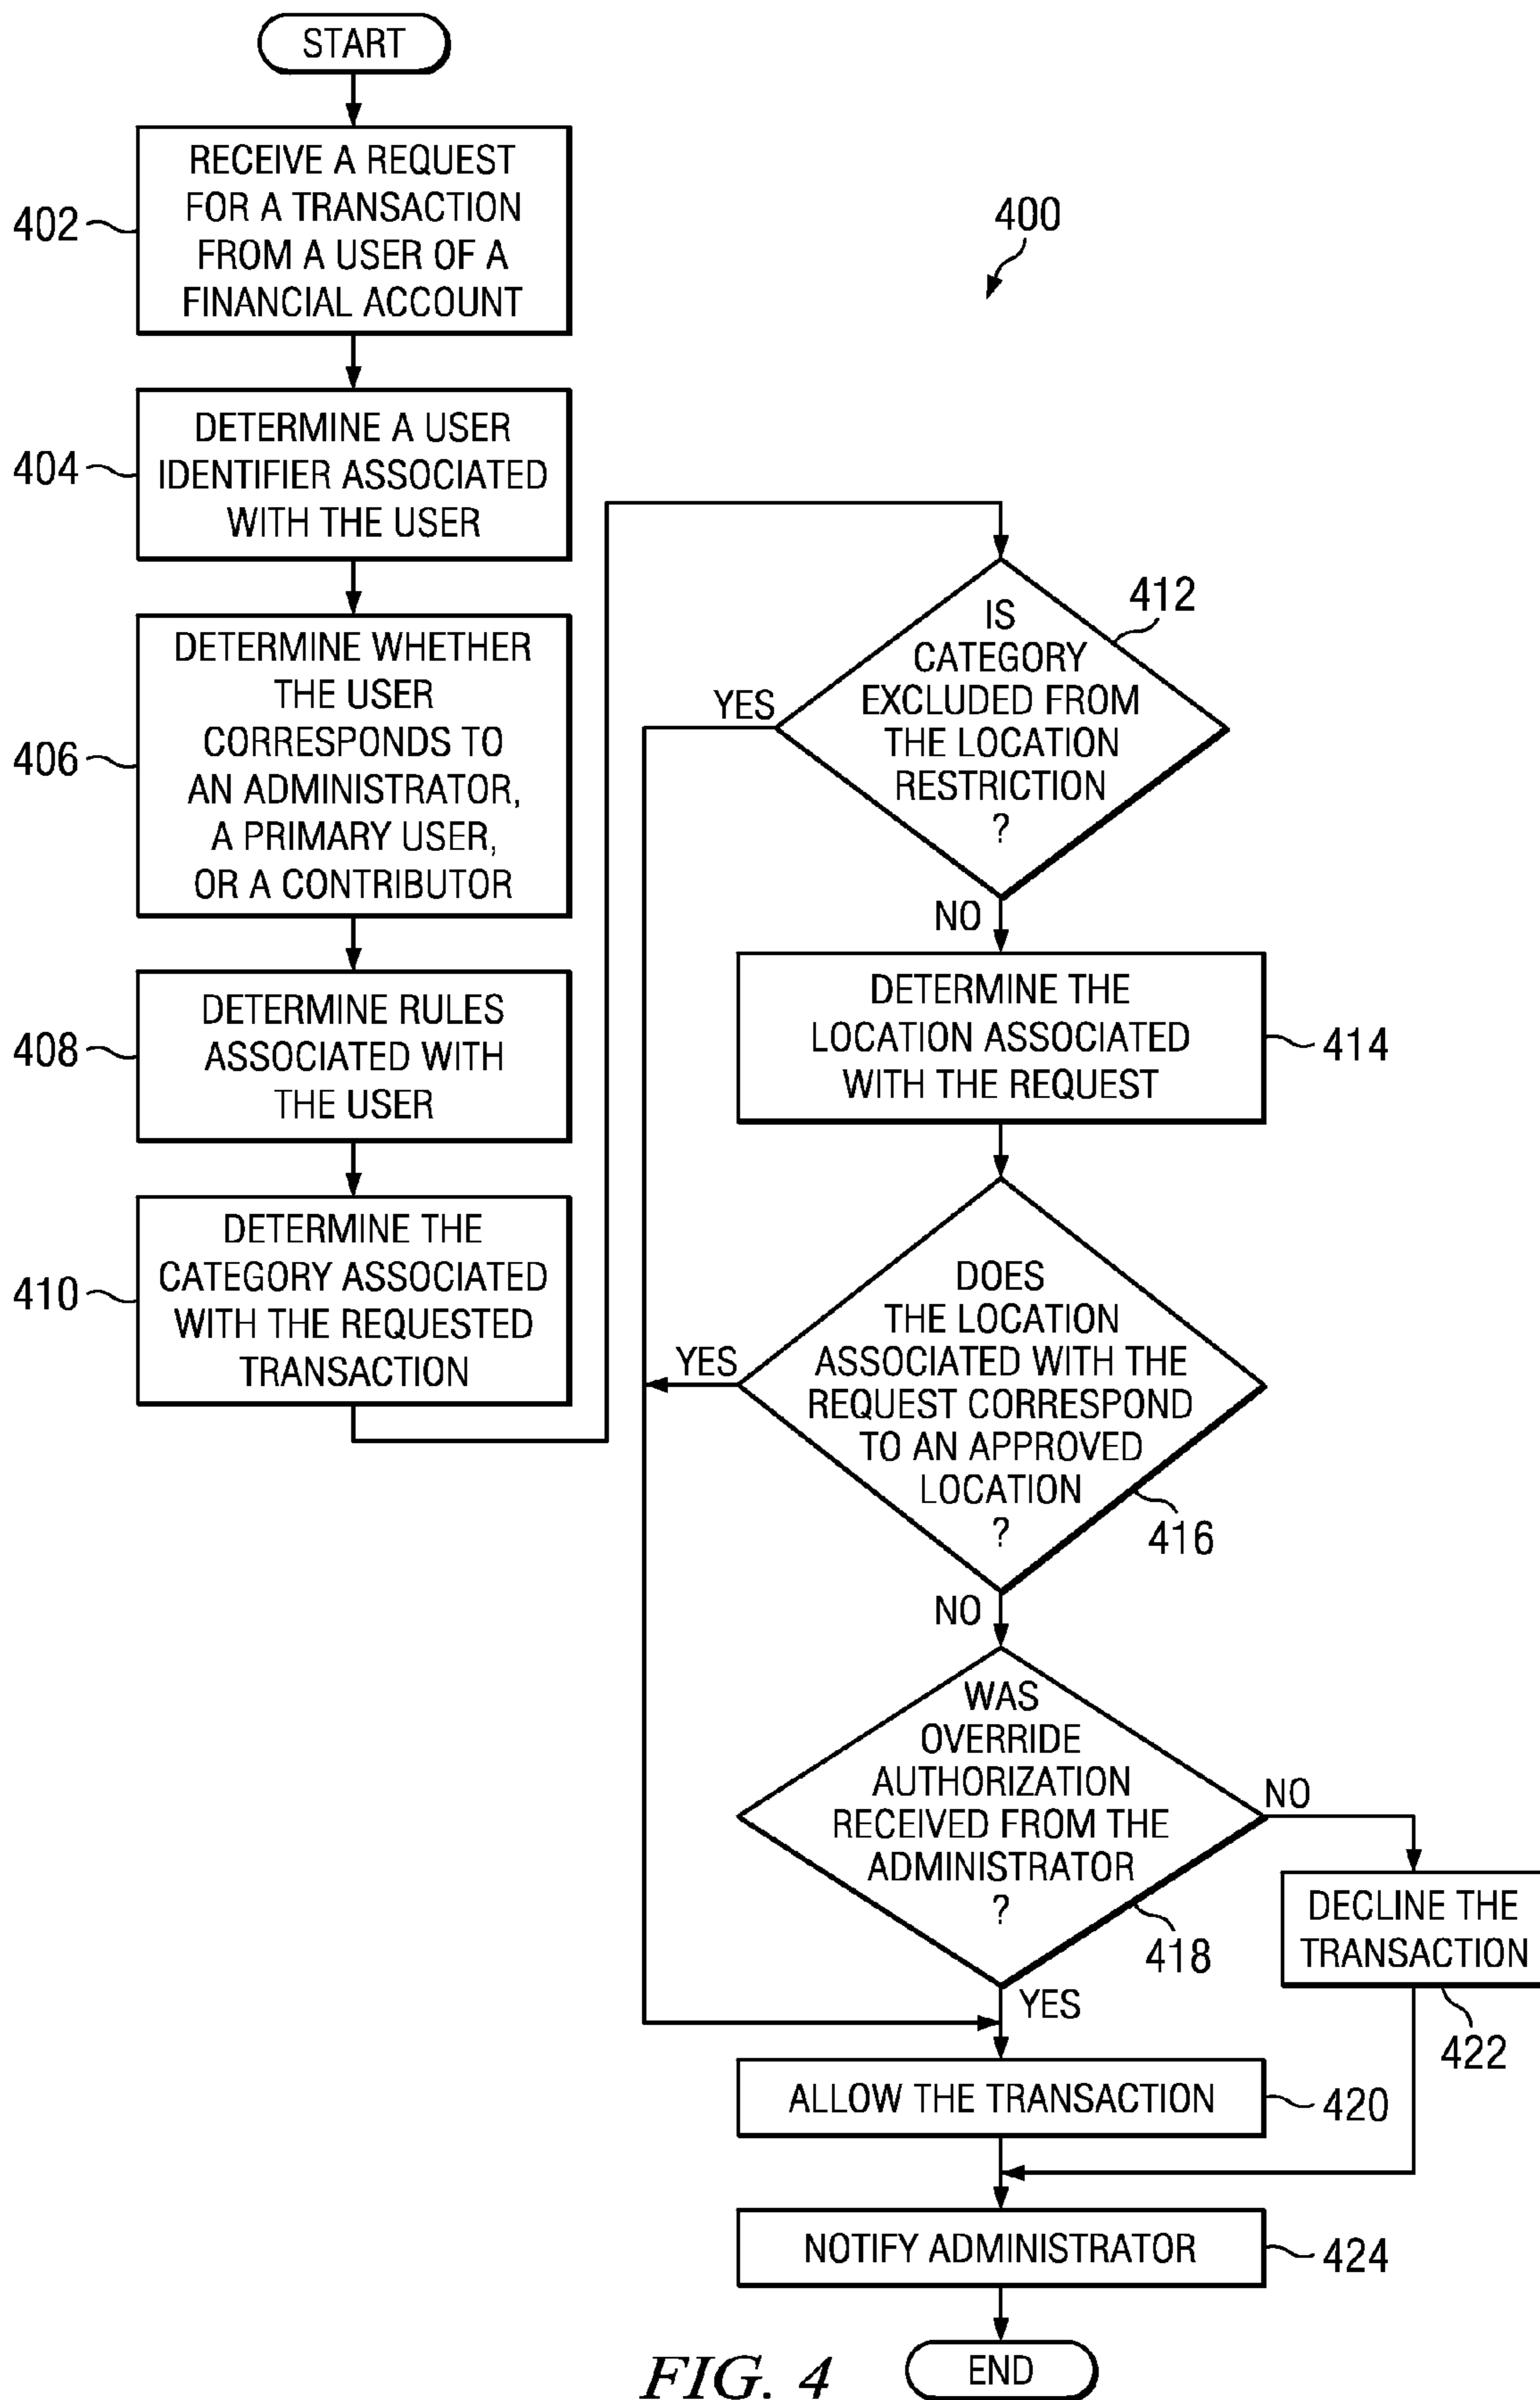 START
RECEIVE A REQUEST
FOR A TRANSACTION
FROM A USER OF A
FINANCIAL ACCOUNT
402
DETERMINE A USER
IDENTIFIER ASSOCIATED
WITH THE USER
404
DETERMINE WHETHER
THE USER
CORRESPONDS TO
AN ADMINISTRATOR,
A PRIMARY USER,
OR A CONTRIBUTOR
406
DETERMINE RULES
ASSOCIATED WITH
THE USER
408
DETERMINE THE
CATEGORY ASSOCIATED
WITH THE REQUESTED
TRANSACTION
410
400
IS
CATEGORY
EXCLUDED FROM
THE LOCATION
RESTRICTION
?
412
YES
NO
DETERMINE THE
LOCATION ASSOCIATED
WITH THE REQUEST
414
DOES
THE LOCATION
ASSOCIATED WITH THE
REQUEST CORRESPOND
TO AN APPROVED
LOCATION
?
416
YES
NO
WAS
OVERRIDE
AUTHORIZATION
RECEIVED FROM THE
ADMINISTRATOR
?
418
NO
YES
DECLINE THE
TRANSACTION
422
ALLOW THE TRANSACTION
420
NOTIFY ADMINISTRATOR
424
END
FIG. 4